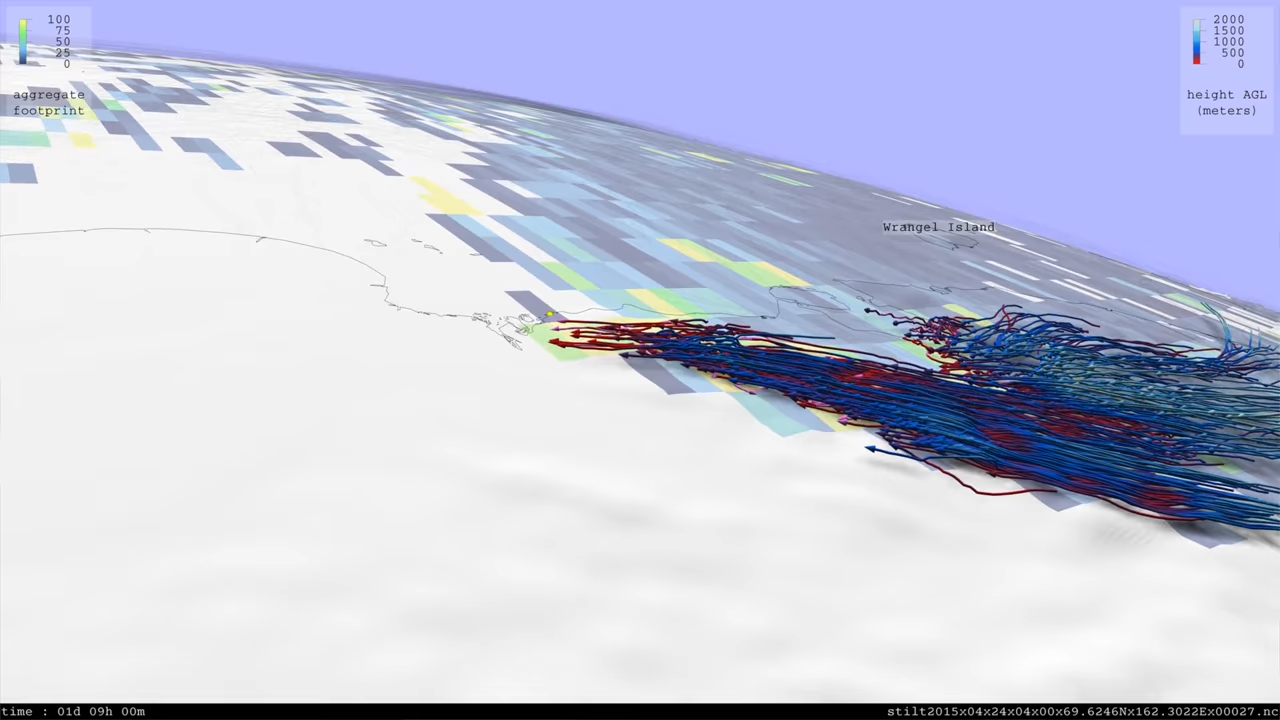 100
75
50
25
0
aggregate
footprint
2000
1500
1000
500
0
height AGL
(meters)
Wrangel Island
time : 01d 09h 00m
stilt2015x04x24x04x00x69.6246Nx162.3022Ex00027.nc